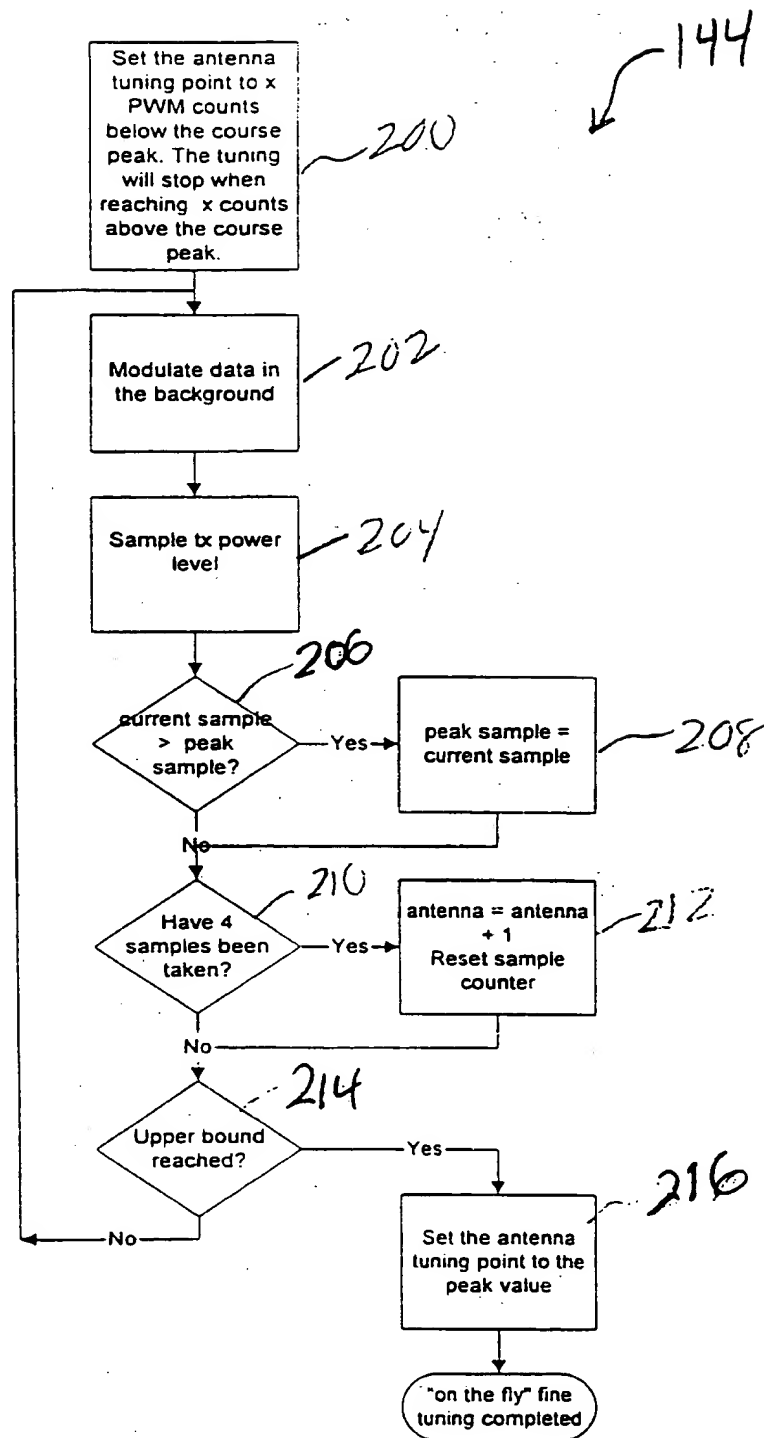 144
Set the antenna
tuning point to x
PWM counts
below the course
peak. The tuning
will stop when
reaching x counts
above the course
peak.
200
Modulate data in
the background
202
Sample tx power
level
204
206
current sample
> peak
sample?
Yes
peak sample =
current sample
208
No
210
Have 4
samples been
taken?
Yes
antenna = antenna
+ 1
Reset sample
counter
212
No
214
Upper bound
reached?
Yes
No
216
Set the antenna
tuning point to the
peak value
"on the fly" fine
tuning completed